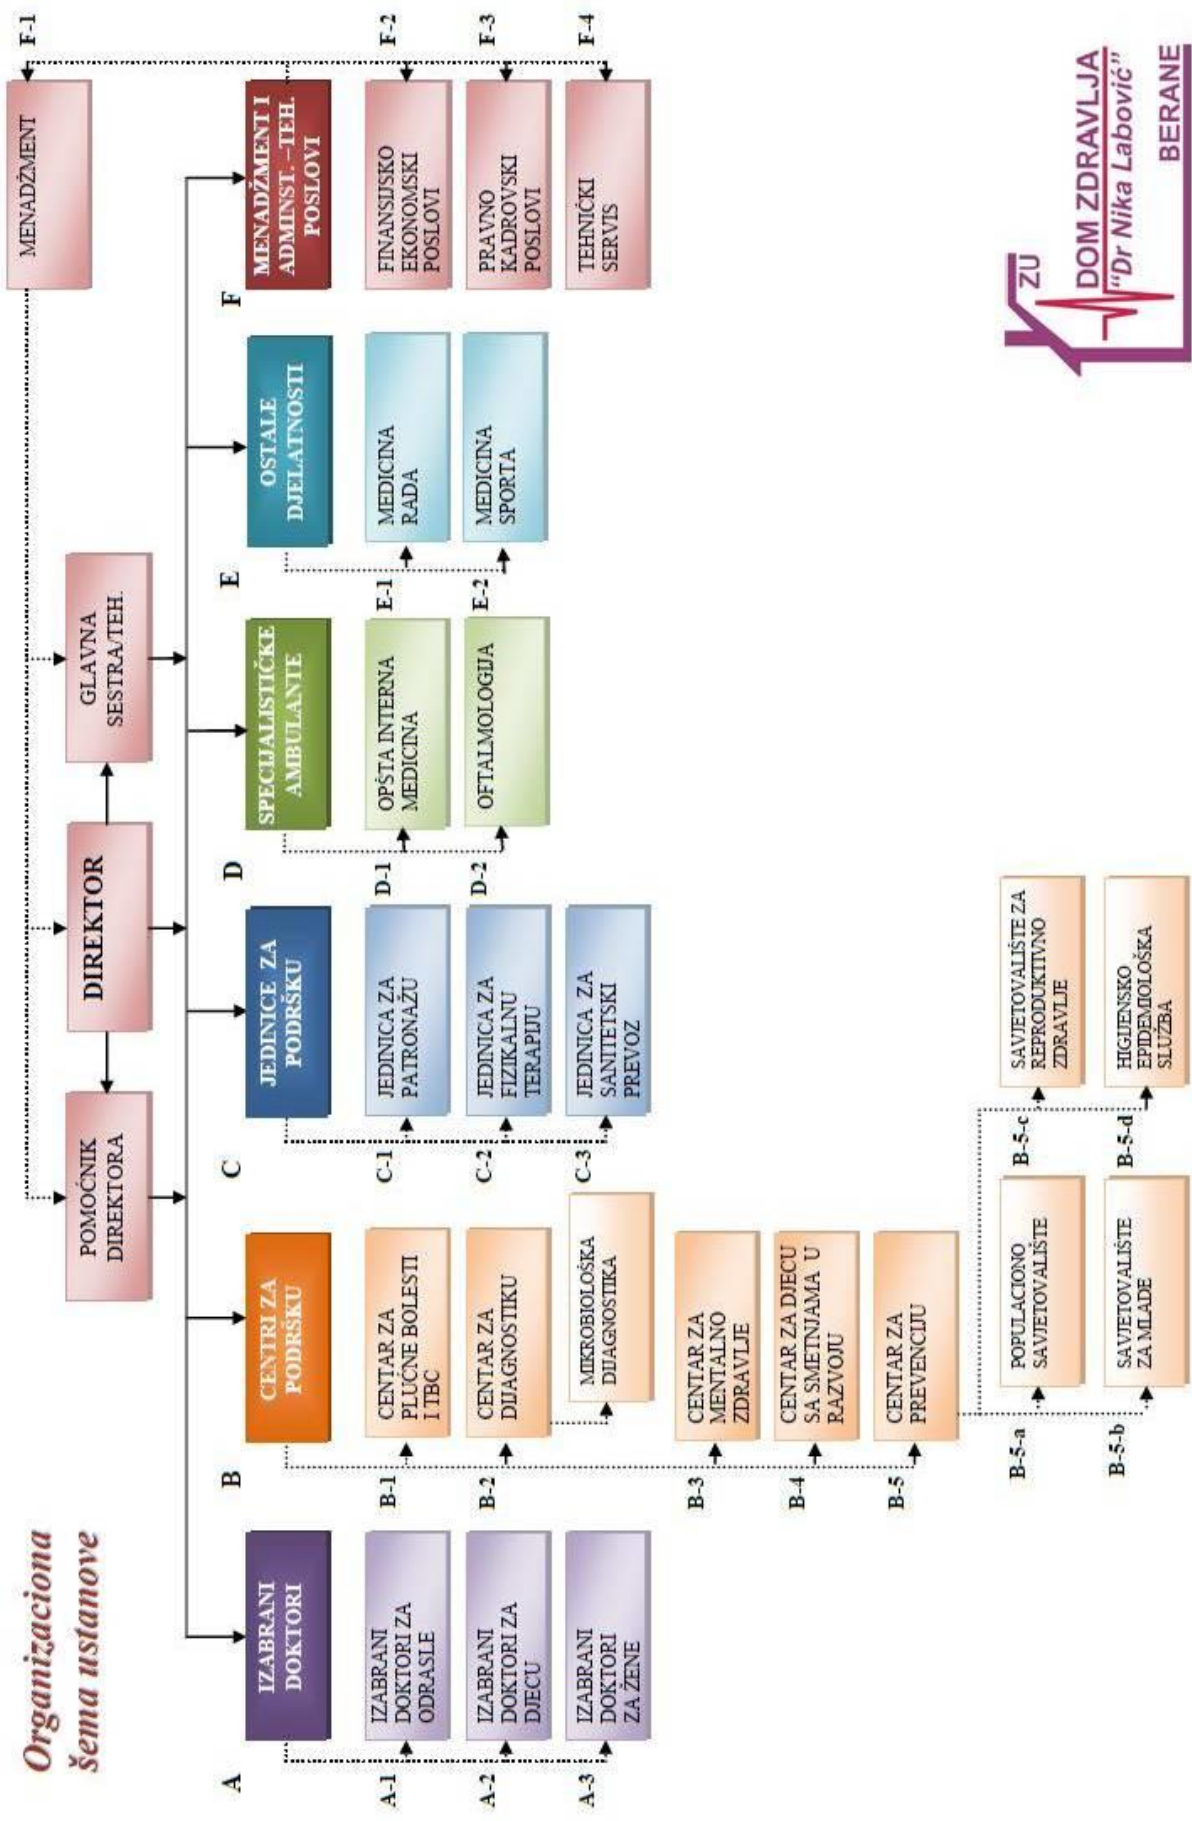 Organizaciona
šema ustanove
MENADŽMENT
F-1
POMOĆNIK
DIREKTORA
DIREKTOR
GLAVNA
SESTRA/TEH.
A
IZABRANI
DOKTORI
A-1
IZABRANI
DOKTORI ZA
ODRASLE
A-2
IZABRANI
DOKTORI ZA
DJECU
A-3
IZABRANI
DOKTORI
ZA ŽENE
B
CENTRI ZA
PODRŠKU
B-1
CENTAR ZA
PLUĆNE BOLESTI
I TBC
B-2
CENTAR ZA
DIJAGNOSTIKU
MIKROBIOLOŠKA
DIJAGNOSTIKA
B-3
CENTAR ZA
MENTALNO
ZDRAVLJE
B-4
CENTAR ZA DJECU
SA SMETNJAMA U
RAZVOJU
B-5
CENTAR ZA
PREVENCIJU
B-5-a
POPULACIONO
SAVJETOVALIŠTE
B-5-b
SAVJETOVALIŠTE
ZA MLADE
B-5-c
SAVJETOVALIŠTE ZA
REPRODUKTIVNO
ZDRAVLJE
B-5-d
HIGIJENSKO
EPIDEMIOLOŠKA
SLUŽBA
C
JEDINICE ZA
PODRŠKU
C-1
JEDINICA ZA
PATRONAŽU
C-2
JEDINICA ZA
FIZIKALNU
TERAPIJU
C-3
JEDINICA ZA
SANITETSKI
PREVOZ
D
SPECIJALISTIČKE
AMBULANTE
D-1
OPŠTA INTERNA
MEDICINA
D-2
OFTALMOLOGIJA
E
OSTALE
DJELATNOSTI
E-1
MEDICINA
RADA
E-2
MEDICINA
SPORTA
F
MENADŽMENT I
ADMINST.-TEH.
POSLOVI
F-2
FINANSIJSKO
EKONOMSKI
POSLOVI
F-3
PRAVNO
KADROVSKI
POSLOVI
F-4
TEHNIČKI
SERVIS
ZU
DOM ZDRAVLJA
"Dr Nika Labović"
BERANE